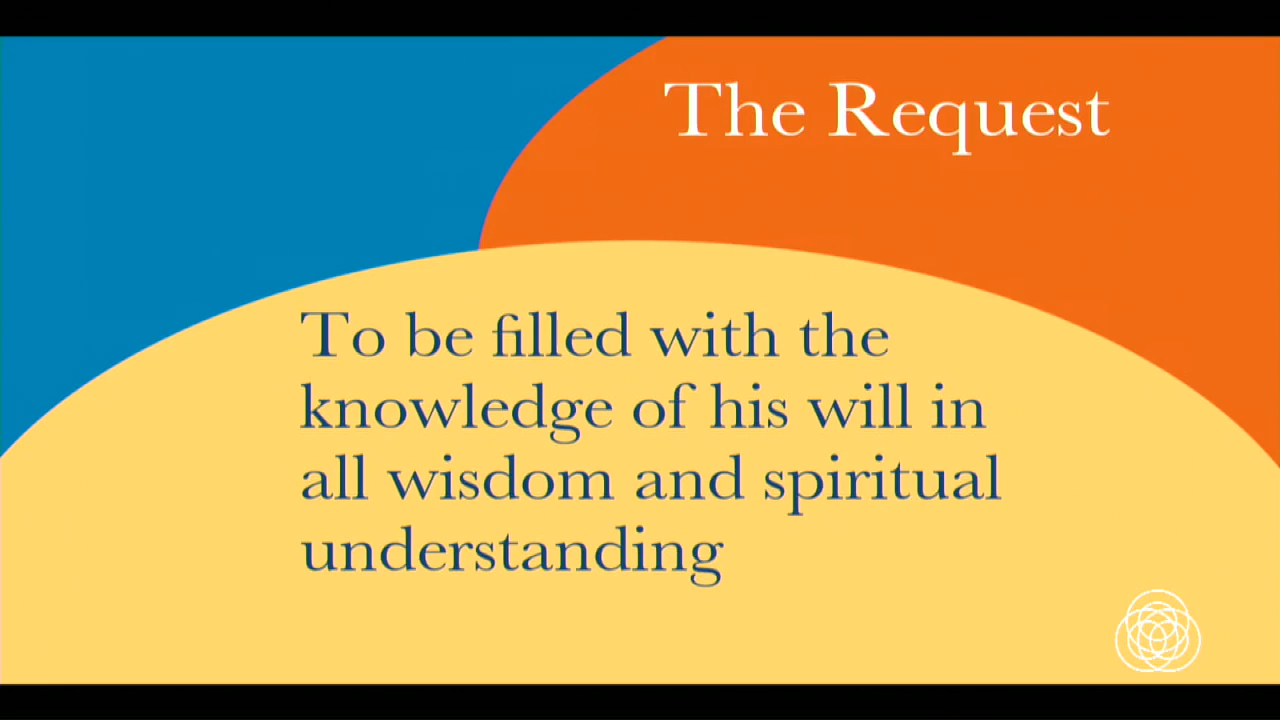 The Request
To be filled with the
knowledge of his will in
all wisdom and spiritual
understanding